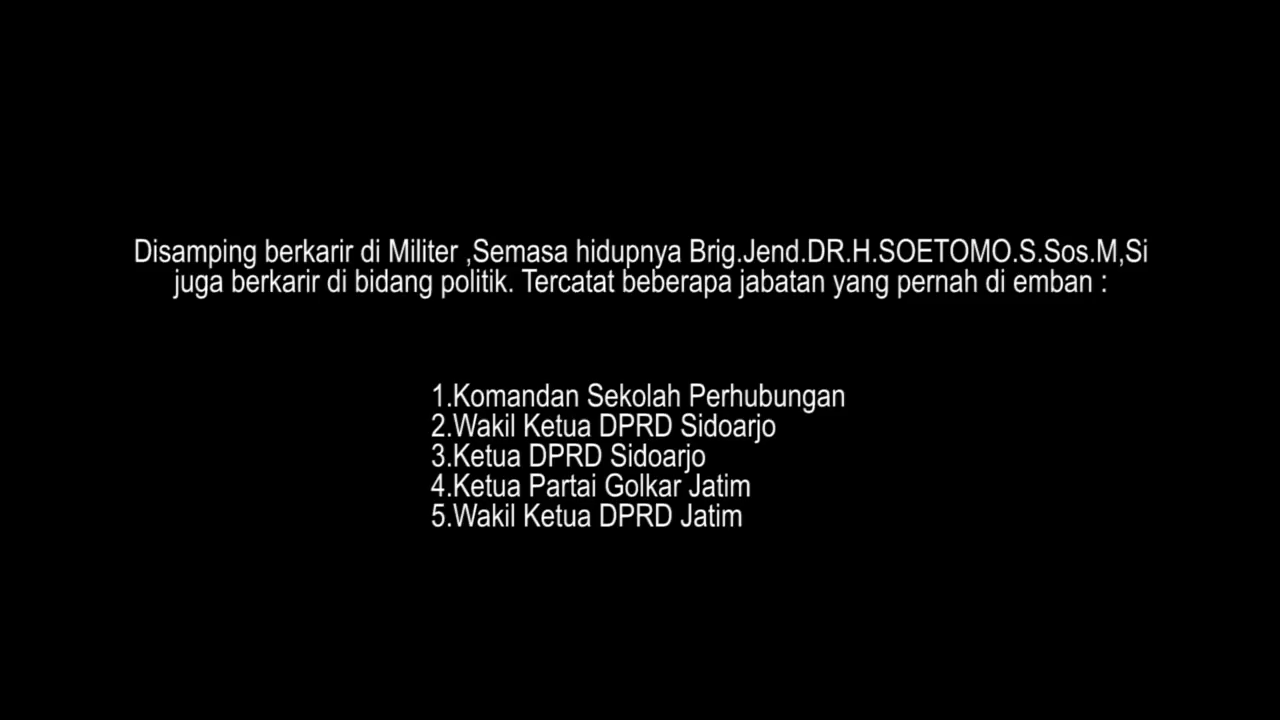 Disamping berkarir di Militer ,Semasa hidupnya Brig.Jend.DR.H.SOETOMO.S.Sos.M,Si
juga berkarir di bidang politik. Tercatat beberapa jabatan yang pernah di emban :
1.Komandan Sekolah Perhubungan
2.Wakil Ketua DPRD Sidoarjo
3.Ketua DPRD Sidoarjo
4.Ketua Partai Golkar Jatim
5.Wakil Ketua DPRD Jatim